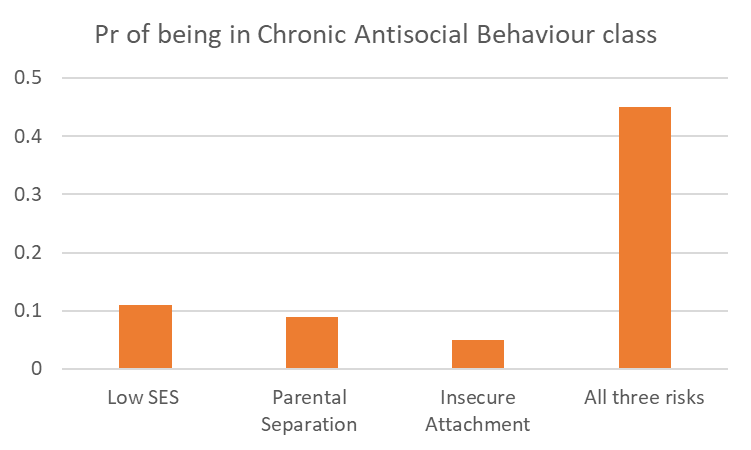 Pr of being in Chronic Antisocial Behaviour class
0.5
0.4
0.3
0.2
0.1
0
Low SES
Parental
Separation
Insecure
Attachment
All three risks